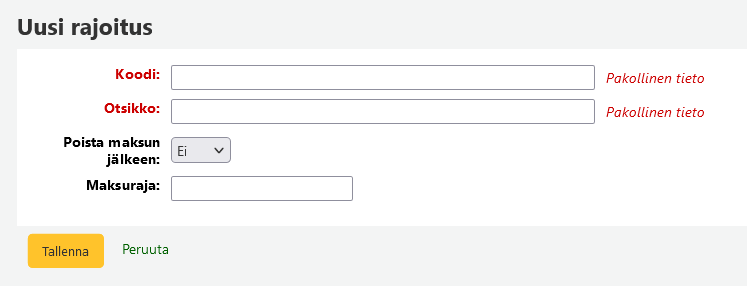 Uusi rajoitus
Koodi: Pakollinen tieto
Otsikko: Pakollinen tieto
Poista maksun
jälkeen: Ei
Maksuraja:
Tallenna Peruuta